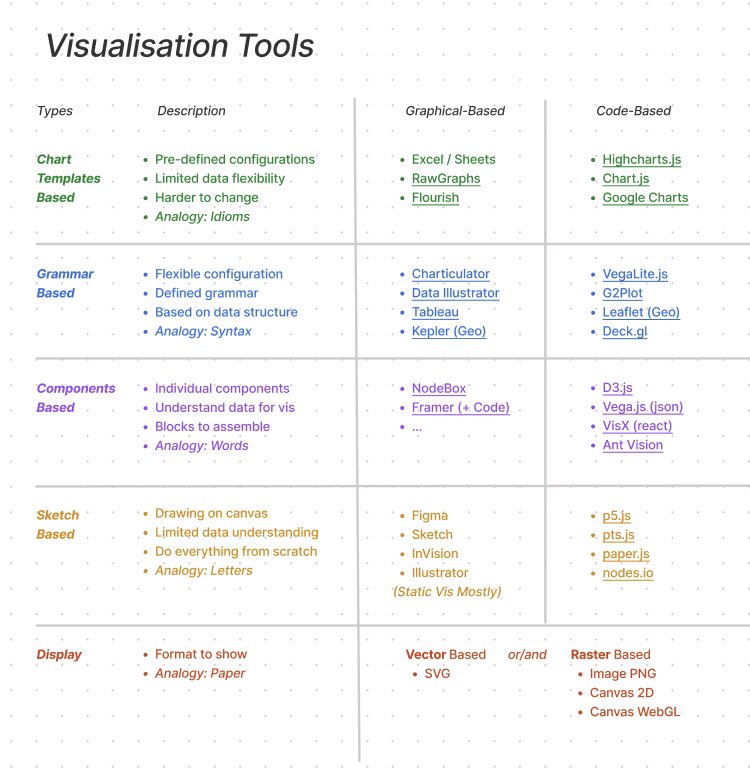 Visualisation Tools
Types Description Graphical-Based Code-Based
Chart • Pre-defined configurations • Excel / Sheets • Highcharts.js
Templates • Limited data flexibility • RawGraphs • Chart.js
Based • Harder to change • Flourish • Google Charts
• Analogy: Idioms
Grammar • Flexible configuration • Charticulator • VegaLite.js
Based • Defined grammar • Data Illustrator • G2Plot
• Based on data structure • Tableau • Leaflet (Geo)
• Analogy: Syntax • Kepler (Geo) • Deck.gl
Components • Individual components • NodeBox • D3.js
Based • Understand data for vis • Framer (+ Code) • Vega.js (json)
• Blocks to assemble • ... • VisX (react)
• Analogy: Words • Ant Vision
Sketch • Drawing on canvas • Figma • p5.js
Based • Limited data understanding • Sketch • pts.js
• Do everything from scratch • InVision • paper.js
• Analogy: Letters • Illustrator • nodes.io
(Static Vis Mostly)
Display • Format to show Vector Based or/and Raster Based
• Analogy: Paper • SVG • Image PNG
• Canvas 2D
• Canvas WebGL